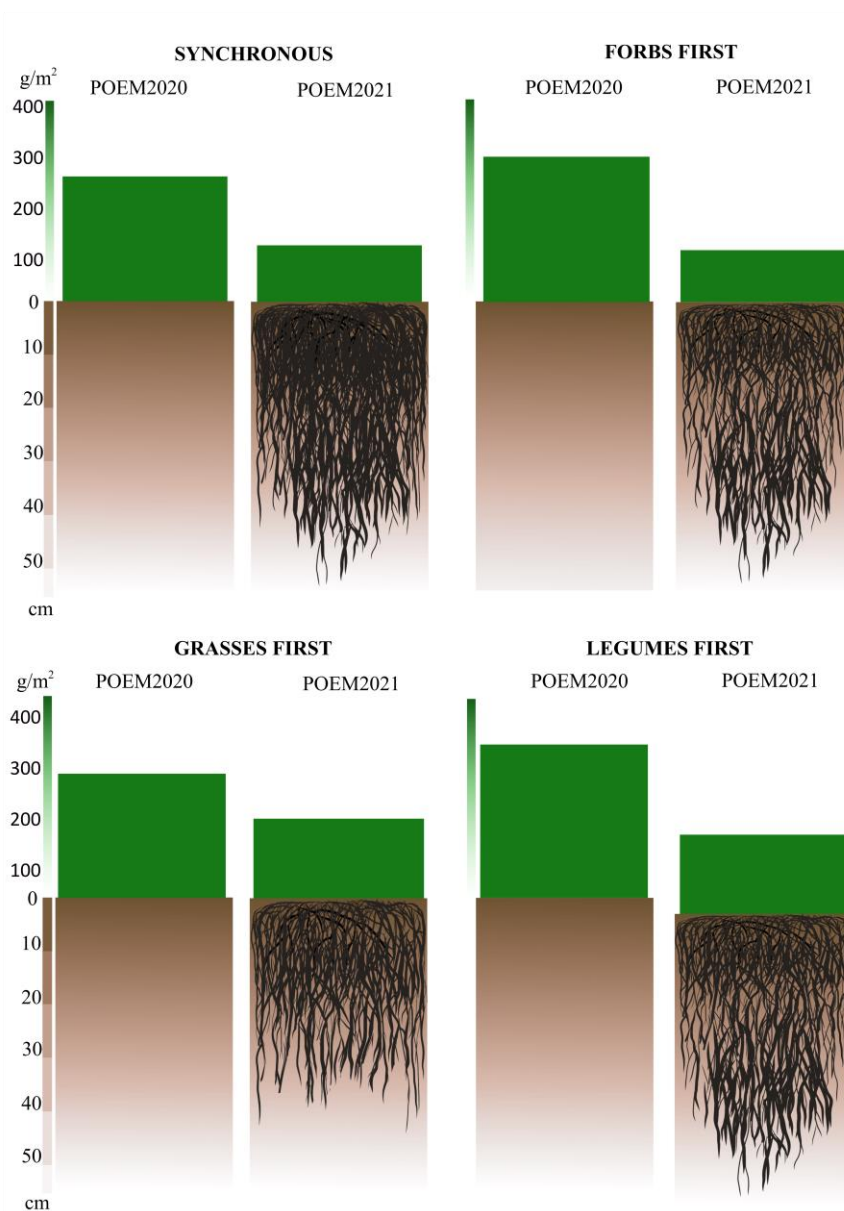 SYNCHRONOUS
FORBS FIRST
g/m²
POEM2020
POEM2021
POEM2020
POEM2021
400
300
200
100
0
10
20
30
40
50
cm
GRASSES FIRST
LEGUMES FIRST
g/m²
POEM2020
POEM2021
POEM2020
POEM2021
400
300
200
100
0
10
20
30
40
50
cm